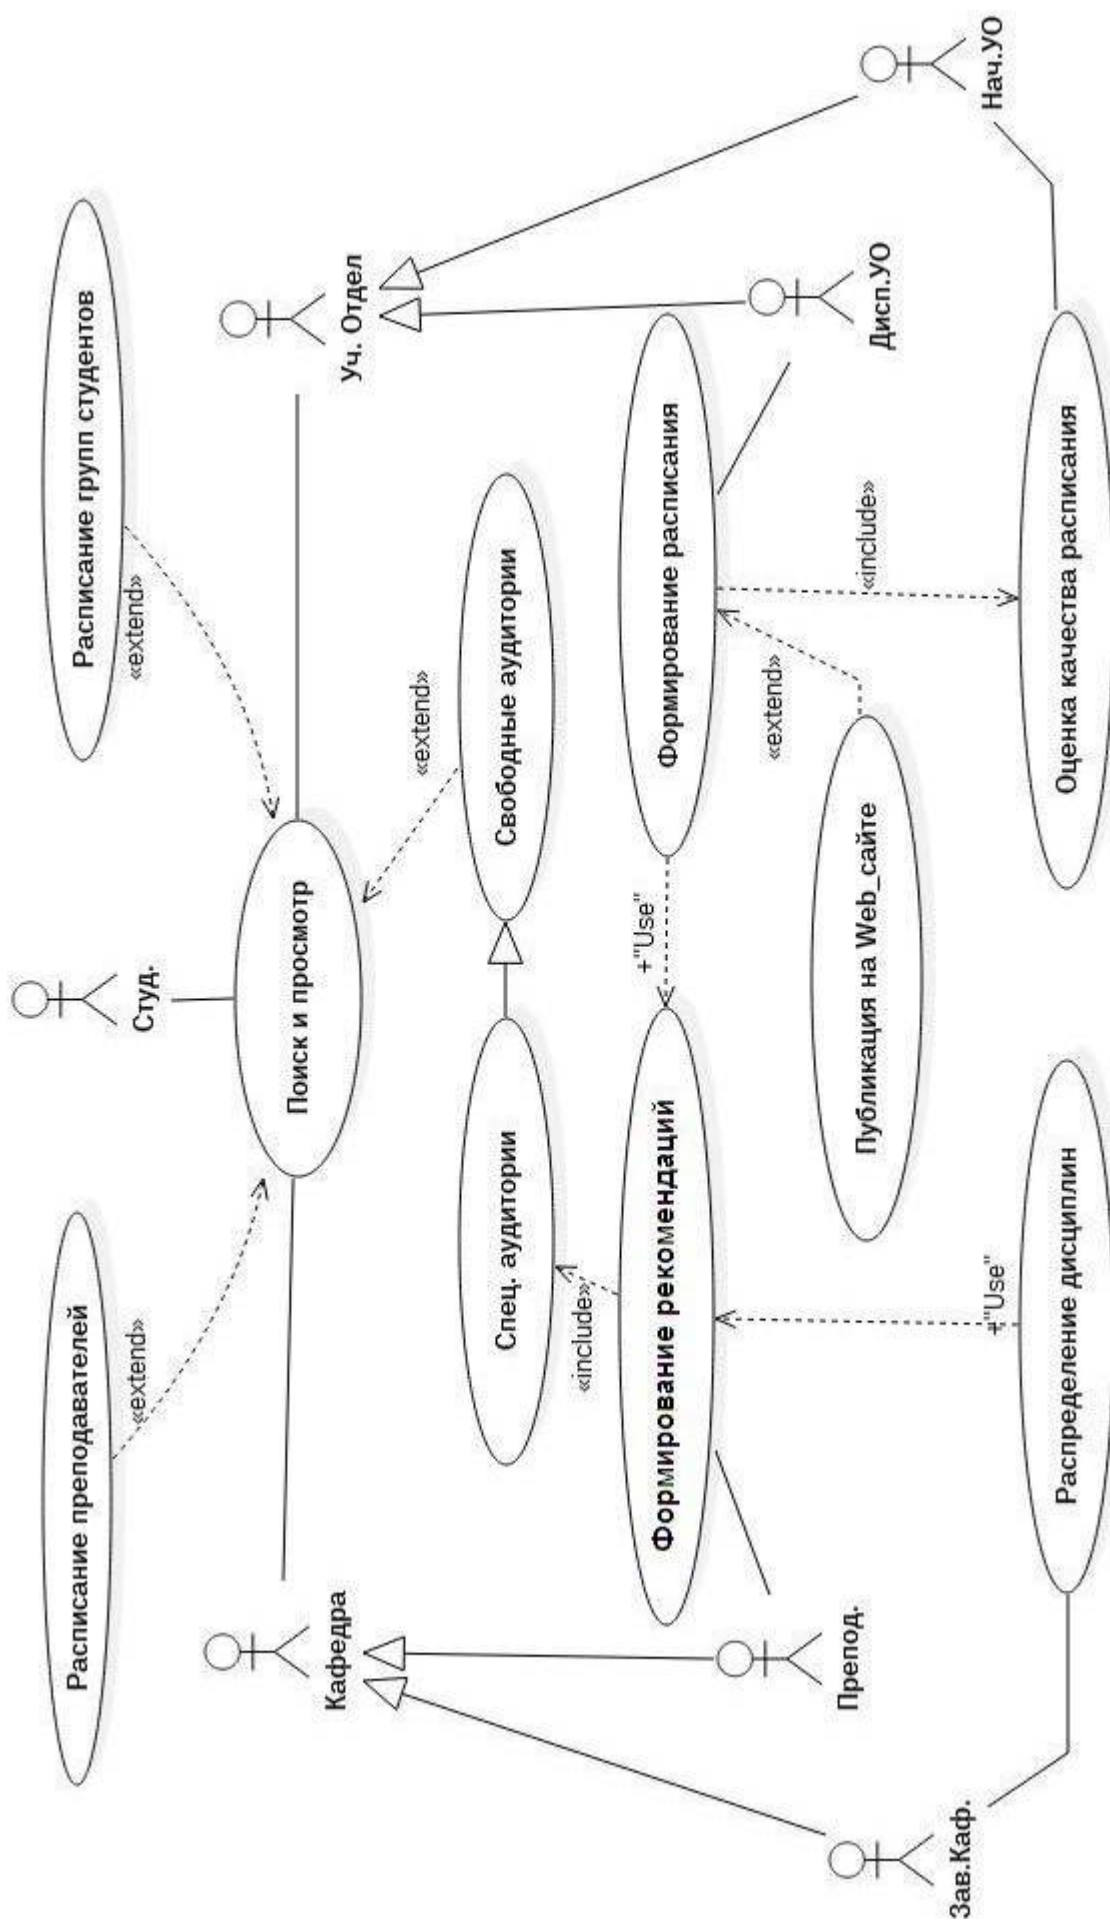 Студ.
Расписание преподавателей
Расписание групп студентов
«extend»
«extend»
Кафедра
Поиск и просмотр
Уч. Отдел
«extend»
Спец. аудитории
Свободные аудитории
«include»
Формирование рекомендаций
+"Use"
Формирование расписания
Препод.
«extend»
«include»
Дисп.УО
Публикация на Web_сайте
Зав.Каф.
+"Use"
Нач.УО
Распределение дисциплин
Оценка качества расписания